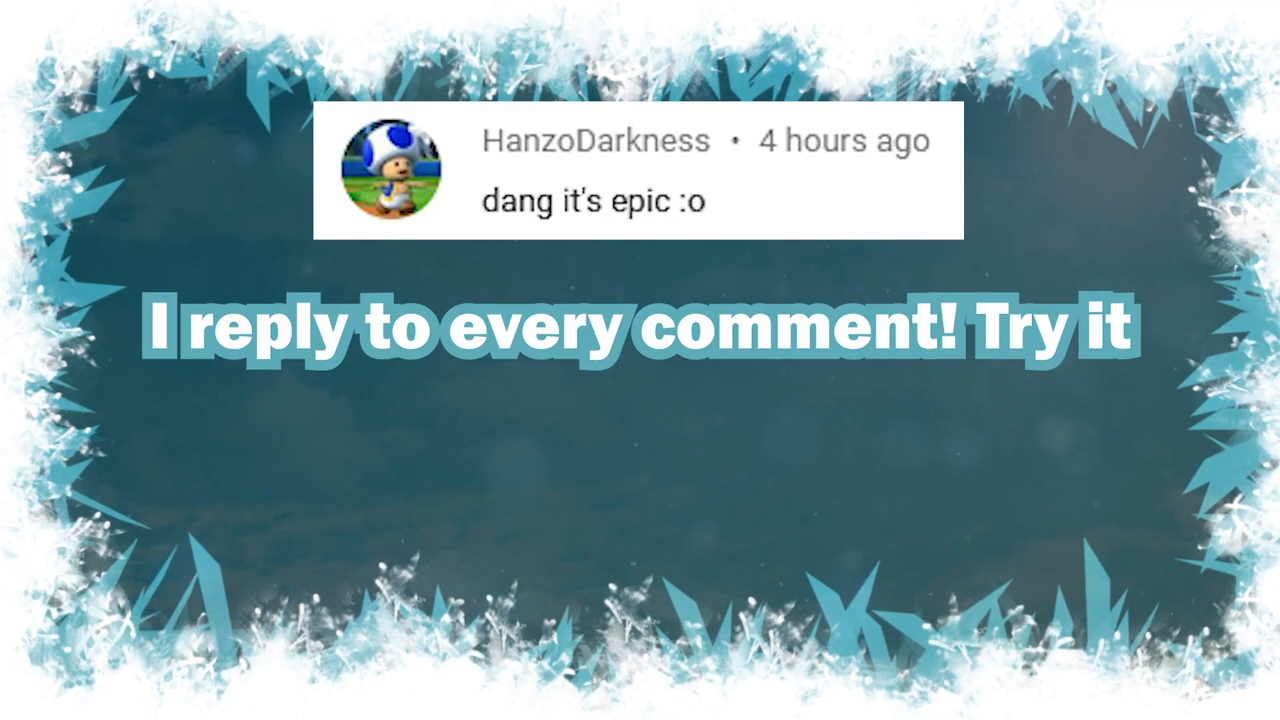 HanzoDarkness • 4 hours ago
dang it's epic :o
I reply to every comment! Try it